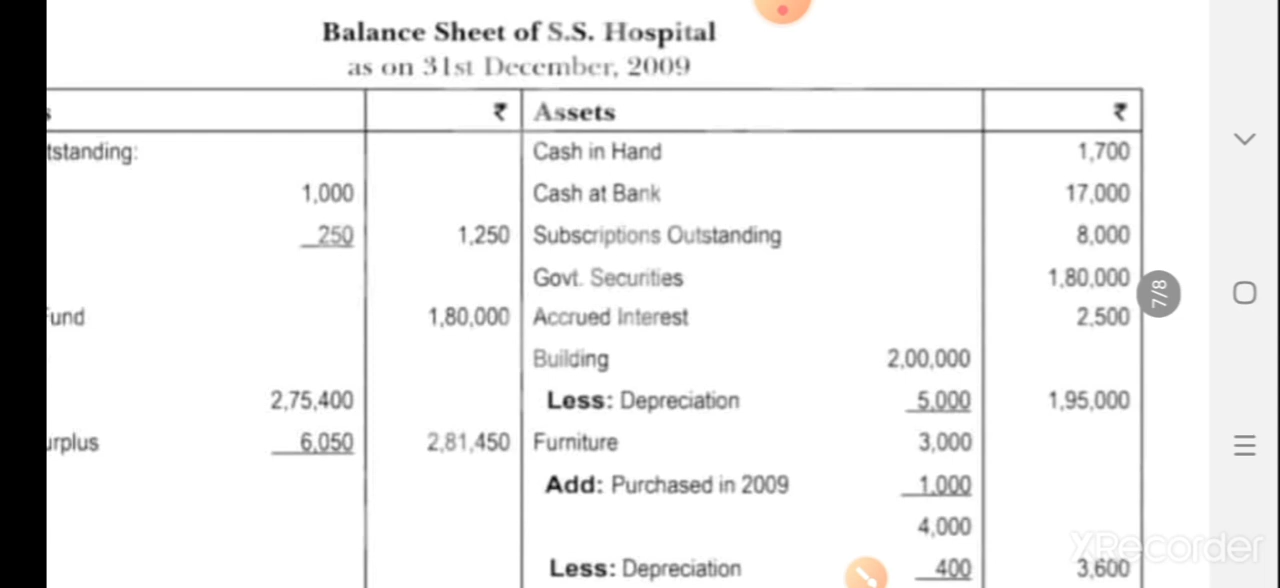 Balance Sheet of S.S. Hospital
as on 31st December, 2009
s ₹ Assets ₹
tstanding: Cash in Hand 1,700
1,000 Cash at Bank 17,000
250 1,250 Subscriptions Outstanding 8,000
Govt. Securities 1,80,000
und 1,80,000 Accrued Interest 2,500
Building 2,00,000
2,75,400 Less: Depreciation 5,000 1,95,000
urplus 6,050 2,81,450 Furniture 3,000
Add: Purchased in 2009 1,000
4,000
Less: Depreciation 400 3,600
7/8
XRecorder